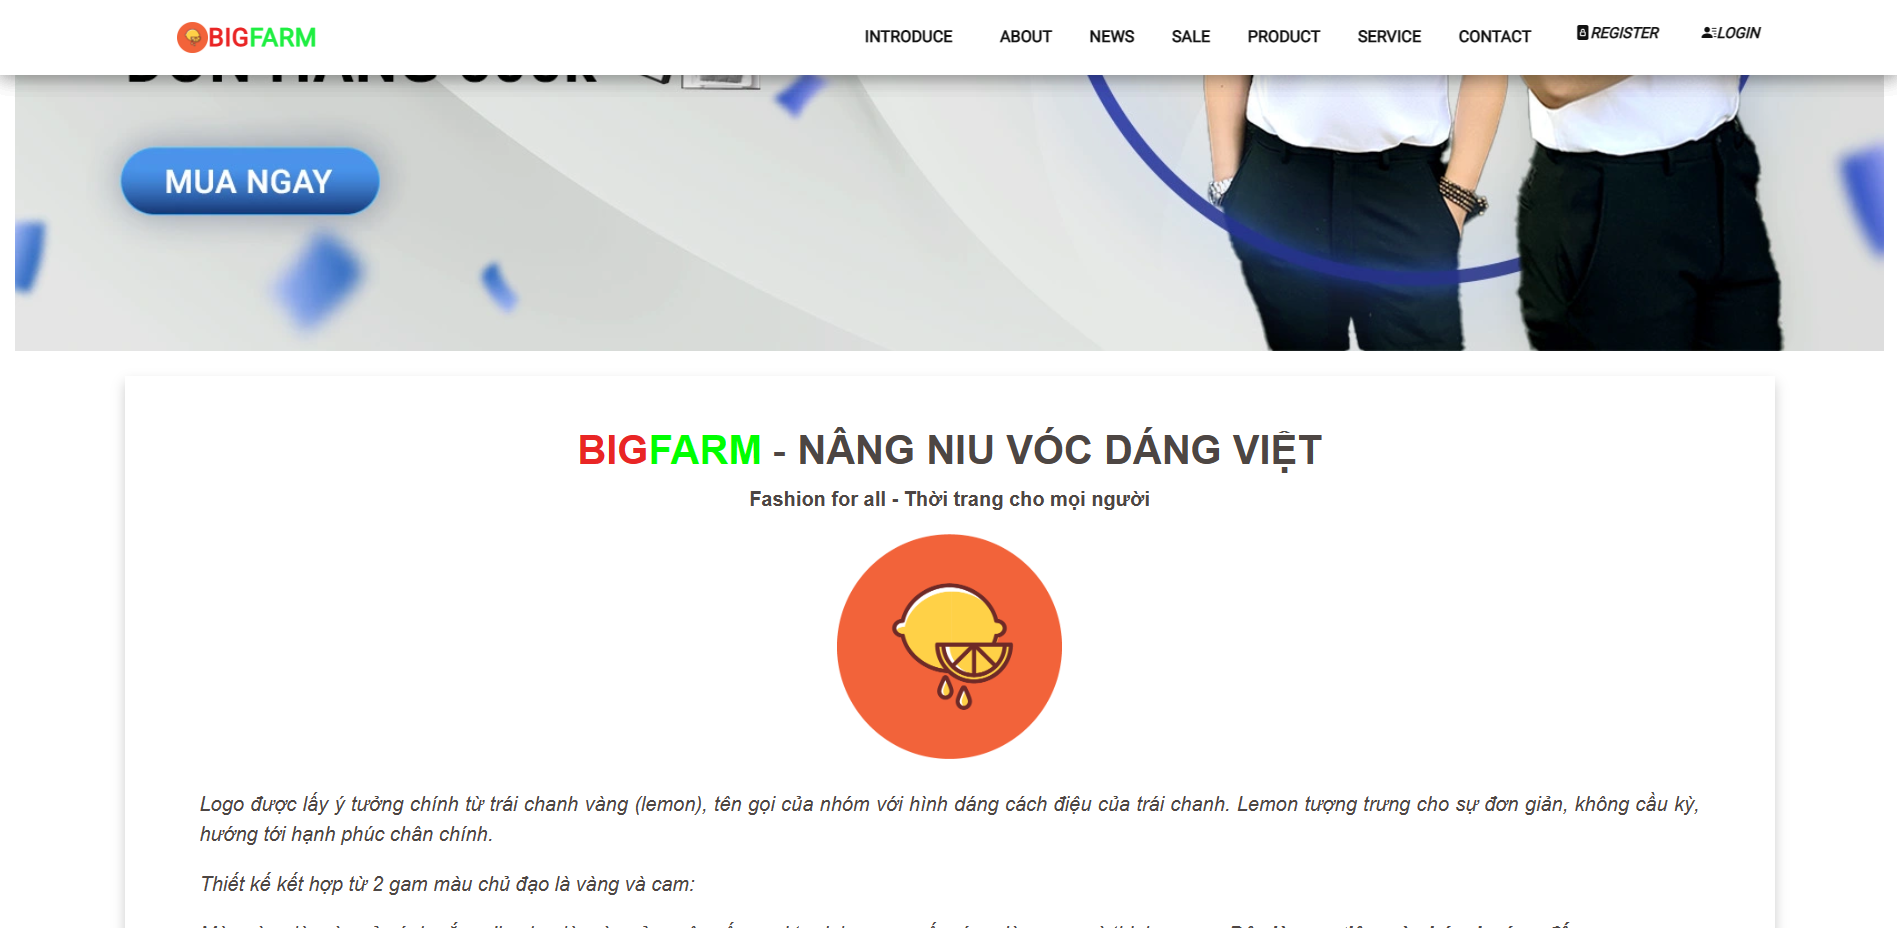 BIGFARM
INTRODUCE ABOUT NEWS SALE PRODUCT SERVICE CONTACT REGISTER LOGIN
MUA NGAY
BIGFARM - NÂNG NIU VÓC DÁNG VIỆT
Fashion for all - Thời trang cho mọi người
Logo được lấy ý tưởng chính từ trái chanh vàng (lemon), tên gọi của nhóm với hình dáng cách điệu của trái chanh. Lemon tượng trưng cho sự đơn giản, không cầu kỳ,
hướng tới hạnh phúc chân chính.
Thiết kế kết hợp từ 2 gam màu chủ đạo là vàng và cam: